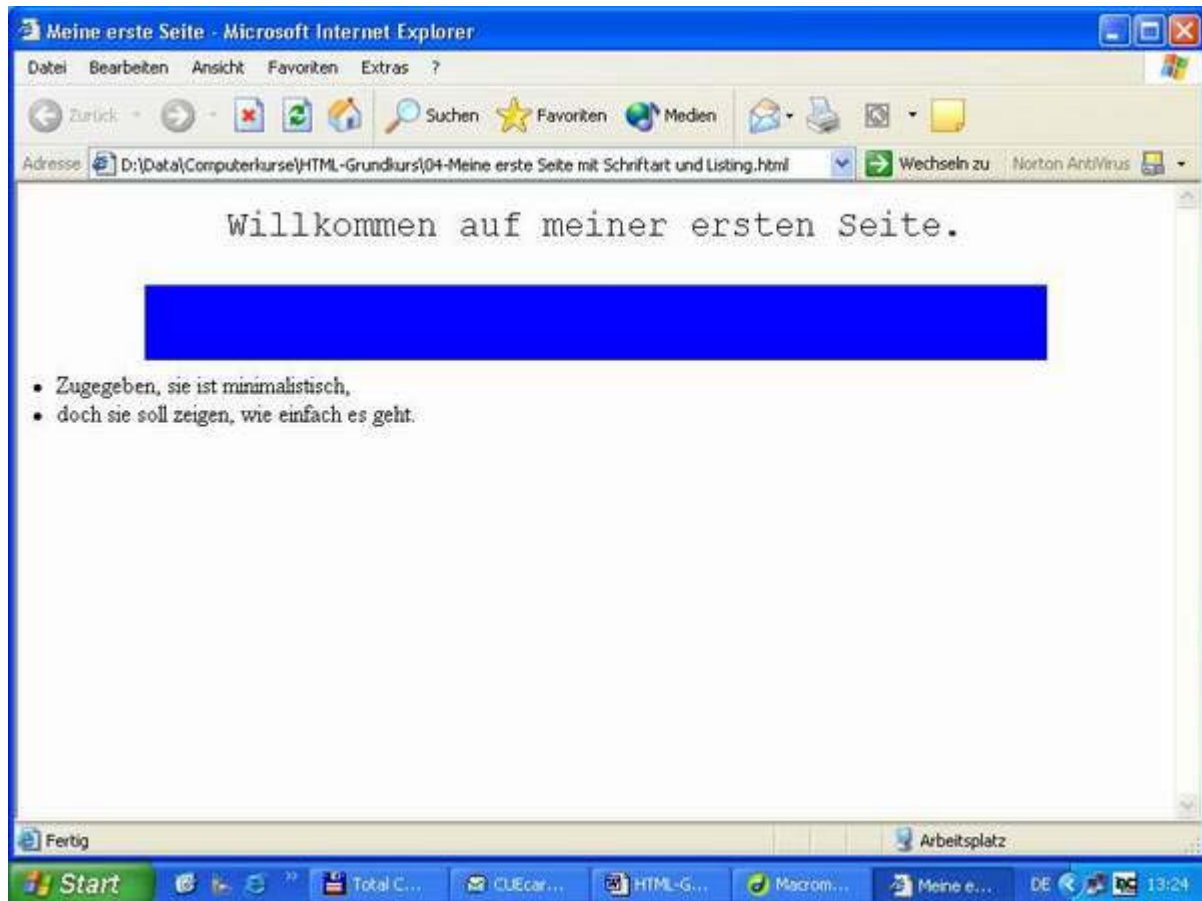 Meine erste Seite - Microsoft Internet Explorer
Datei Bearbeiten Ansicht Favoriten Extras ?
Zurück Suchen Favoriten Medien
Adresse D:\Data\Computerkurse\HTML-Grundkurs\04-Meine erste Seite mit Schriftart und Listing.html Wechseln zu Norton AntiVirus
Willkommen auf meiner ersten Seite.
• Zugegeben, sie ist minimalistisch,
• doch sie soll zeigen, wie einfach es geht.
Fertig Arbeitsplatz
Start Total C... CUEcar... HTML-G... Macrom... Meine e... DE 13:24